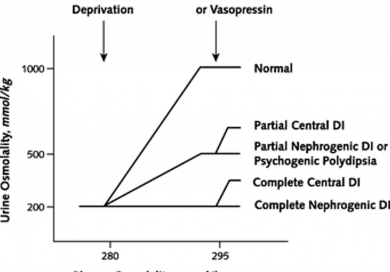 Deprivation
or Vasopressin
Urine Osmolality, mmol/kg
1000
Normal
Partial Central DI
500
Partial Nephrogenic DI or
Psychogenic Polydipsia
Complete Central DI
200
Complete Nephrogenic DI
280
295